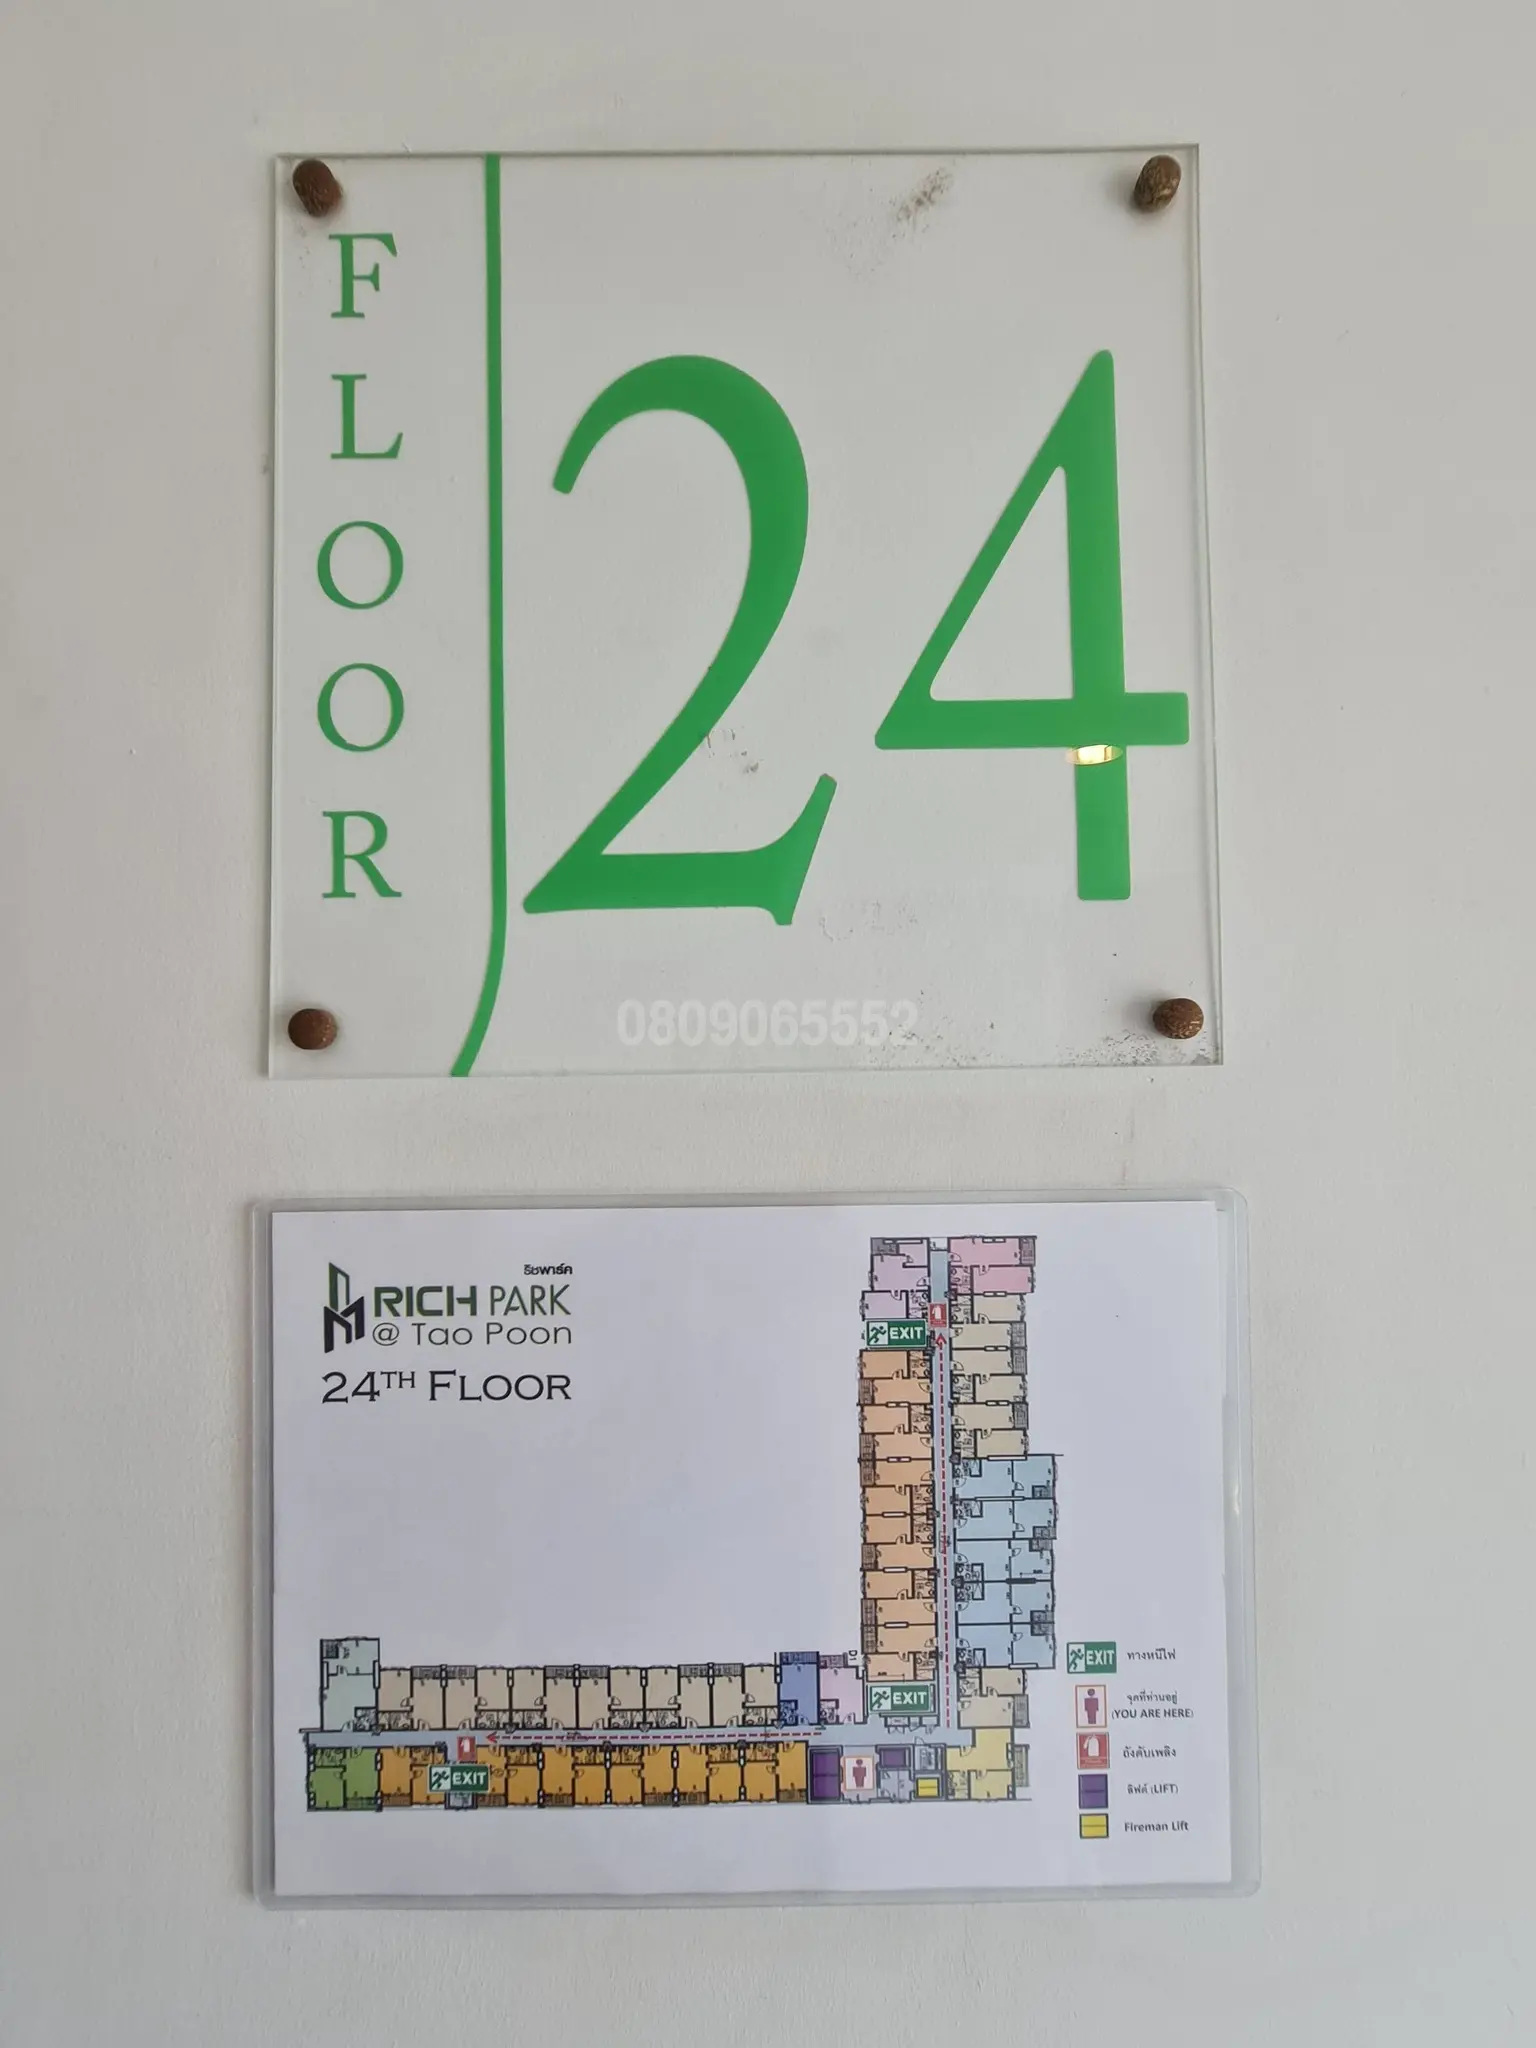 FLOOR
24
0809065552
ริชพาร์ค
RICH PARK
@ Tao Poon
24TH FLOOR
EXIT
EXIT
EXIT
EXIT ทางหนีไฟ
จุดที่ท่านอยู่
(YOU ARE HERE)
ถังดับเพลิง
ลิฟต์ (LIFT)
Fireman Lift